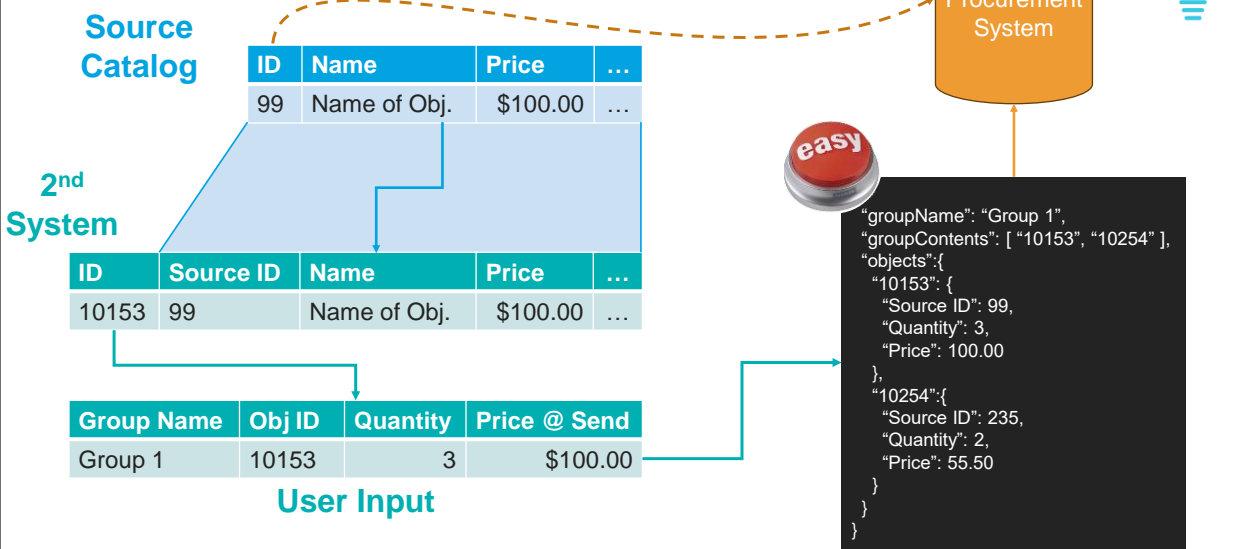 Source
Catalog
ID Name Price …
99 Name of Obj. $100.00 …
Procurement
System
easy
2nd
System
ID Source ID Name Price …
10153 99 Name of Obj. $100.00 …
Group Name Obj ID Quantity Price @ Send
Group 1 10153 3 $100.00
User Input
“groupName”: “Group 1”,
“groupContents”: [ “10153”, “10254” ],
“objects”:{
“10153”: {
“Source ID”: 99,
“Quantity”: 3,
“Price”: 100.00
},
“10254”:{
“Source ID”: 235,
“Quantity”: 2,
“Price”: 55.50
}
}
}